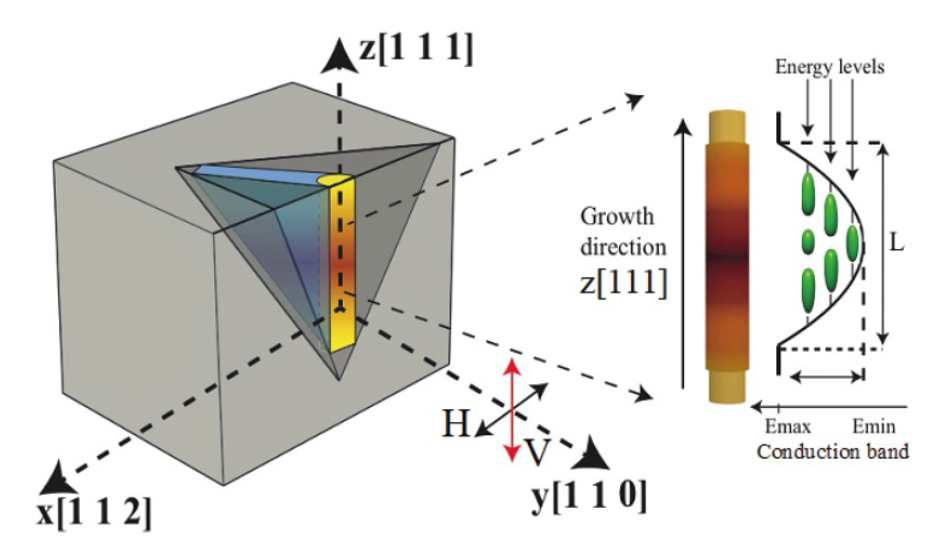 z[1 1 1]
Energy levels
Growth
direction
z[111]
L
H
V
Emax Emin
Conduction band
x[1 1 2]
y[1 1 0]